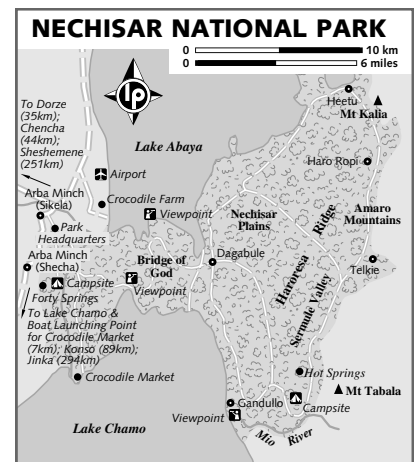 NECHISAR NATIONAL PARK
0 10 km
0 6 miles
lp
To Dorze
(35km);
Chencha
(44km);
Sheshemene
(251km)
Heetu
Mt Kalia
Lake Abaya
Airport
Haro Ropi
Arba Minch
(Sikela)
Crocodile Farm
Viewpoint
Nechisar
Plains
Amaro
Mountains
Park
Headquarters
Arba Minch
(Shecha)
Bridge of
God
Dagabule
Haroresa Ridge
Telkie
Campsite
Viewpoint
Forty Springs
Sermule Valley
To Lake Chamo &
Boat Launching Point
for Crocodile Market
(7km); Konso (89km);
Jinka (294km)
Crocodile Market
Hot Springs
Mt Tabala
Gandullo
Campsite
Viewpoint
Lake Chamo
Mio River